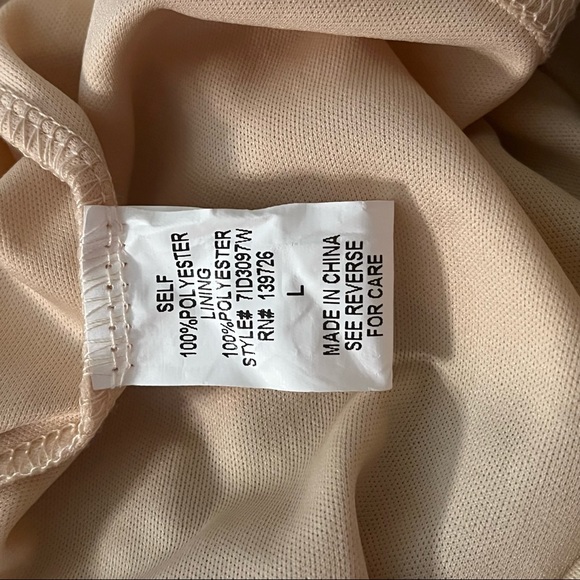 SELF
100%POLYESTER
LINING
100%POLYESTER
STYLE# 7ID3097W
RN# 139726
L
MADE IN CHINA
SEE REVERSE
FOR CARE